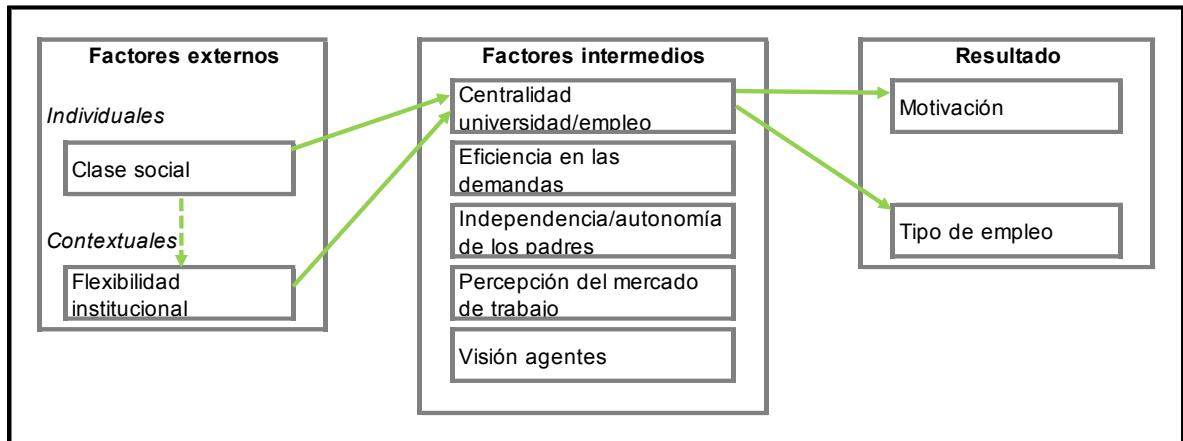 Factores externos
Individuales
Clase social
Contextuales
Flexibilidad
institucional
Factores intermedios
Centralidad
universidad/empleo
Eficiencia en las
demandas
Independencia/autonomía
de los padres
Percepción del mercado
de trabajo
Visión agentes
Resultado
Motivación
Tipo de empleo